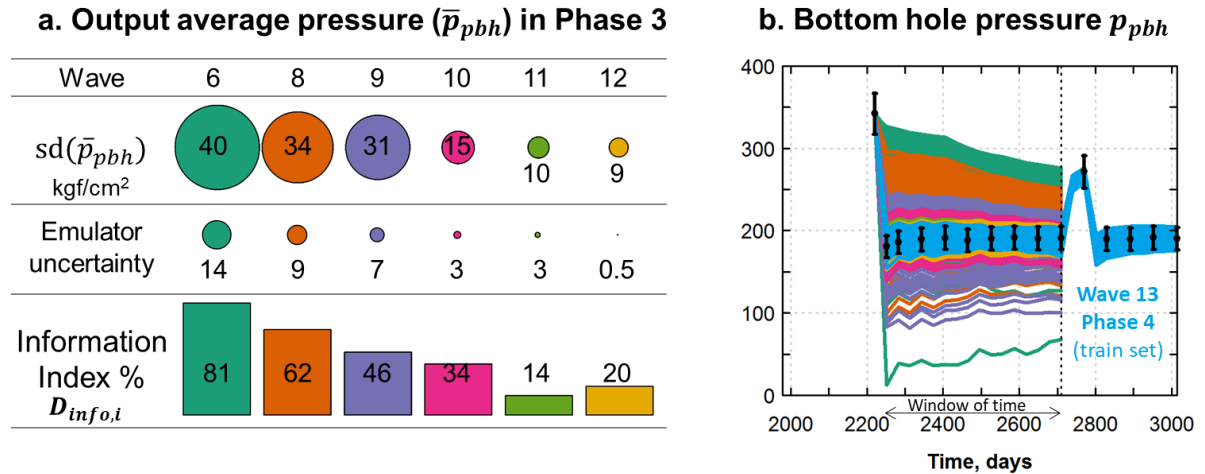 a. Output average pressure (p̅ₚbₕ) in Phase 3
Wave 6 8 9 10 11 12
sd(p̅ₚbₕ)
kgf/cm²
40 34 31 15 10 9
Emulator
uncertainty
14 9 7 3 3 0.5
Information
Index %
D_info,i
81 62 46 34 14 20
b. Bottom hole pressure pₚbₕ
400
300
200
100
0
Wave 13
Phase 4
(train set)
Window of time
2000 2200 2400 2600 2800 3000
Time, days